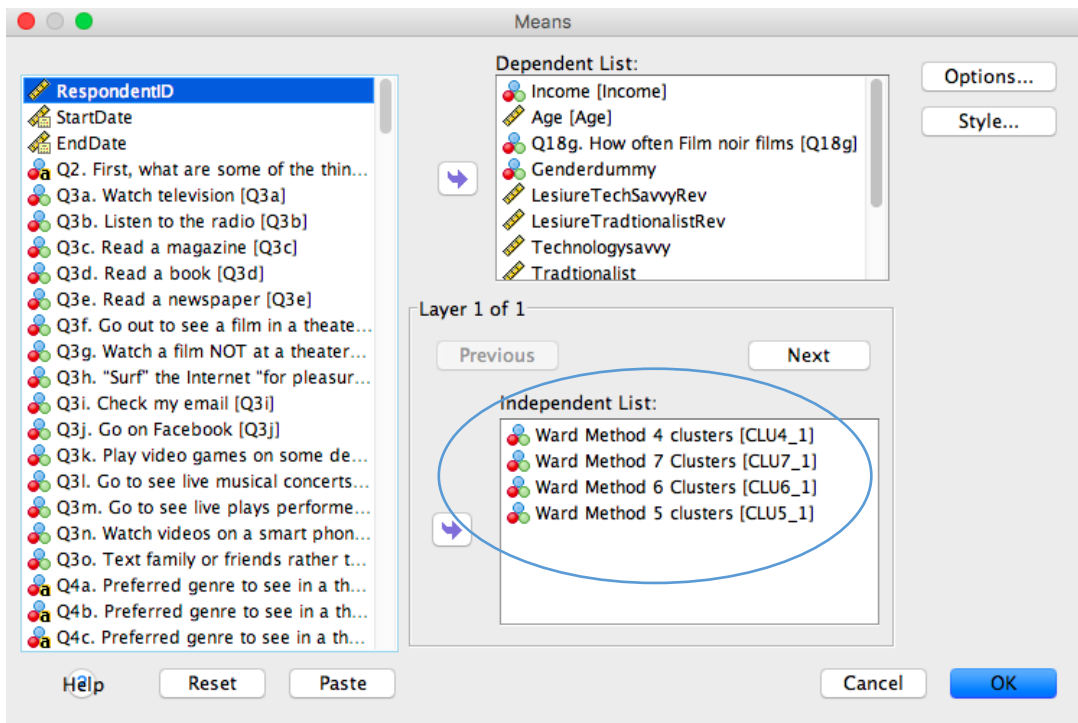 Means
RespondentID
StartDate
EndDate
Q2. First, what are some of the thin...
Q3a. Watch television [Q3a]
Q3b. Listen to the radio [Q3b]
Q3c. Read a magazine [Q3c]
Q3d. Read a book [Q3d]
Q3e. Read a newspaper [Q3e]
Q3f. Go out to see a film in a theate...
Q3g. Watch a film NOT at a theater...
Q3h. "Surf" the Internet "for pleasur...
Q3i. Check my email [Q3i]
Q3j. Go on Facebook [Q3j]
Q3k. Play video games on some de...
Q3l. Go to see live musical concerts...
Q3m. Go to see live plays performe...
Q3n. Watch videos on a smart phon...
Q3o. Text family or friends rather t...
Q4a. Preferred genre to see in a th...
Q4b. Preferred genre to see in a th...
Q4c. Preferred genre to see in a th...
Dependent List:
Income [Income]
Age [Age]
Q18g. How often Film noir films [Q18g]
Genderdummy
LesiureTechSavvyRev
LesiureTradtionalistRev
Technologysavvy
Tradtionalist
Options...
Style...
Layer 1 of 1
Previous
Next
Independent List:
Ward Method 4 clusters [CLU4_1]
Ward Method 7 Clusters [CLU7_1]
Ward Method 6 Clusters [CLU6_1]
Ward Method 5 clusters [CLU5_1]
Help
Reset
Paste
Cancel
OK